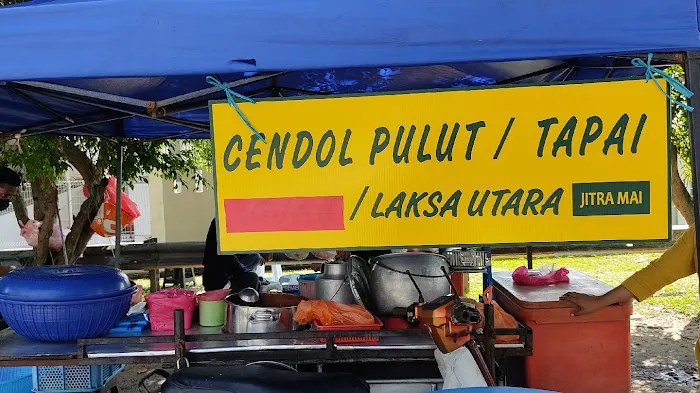 CENDOL PULUT / TAPAI
/ LAKSA UTARA JITRA MAI